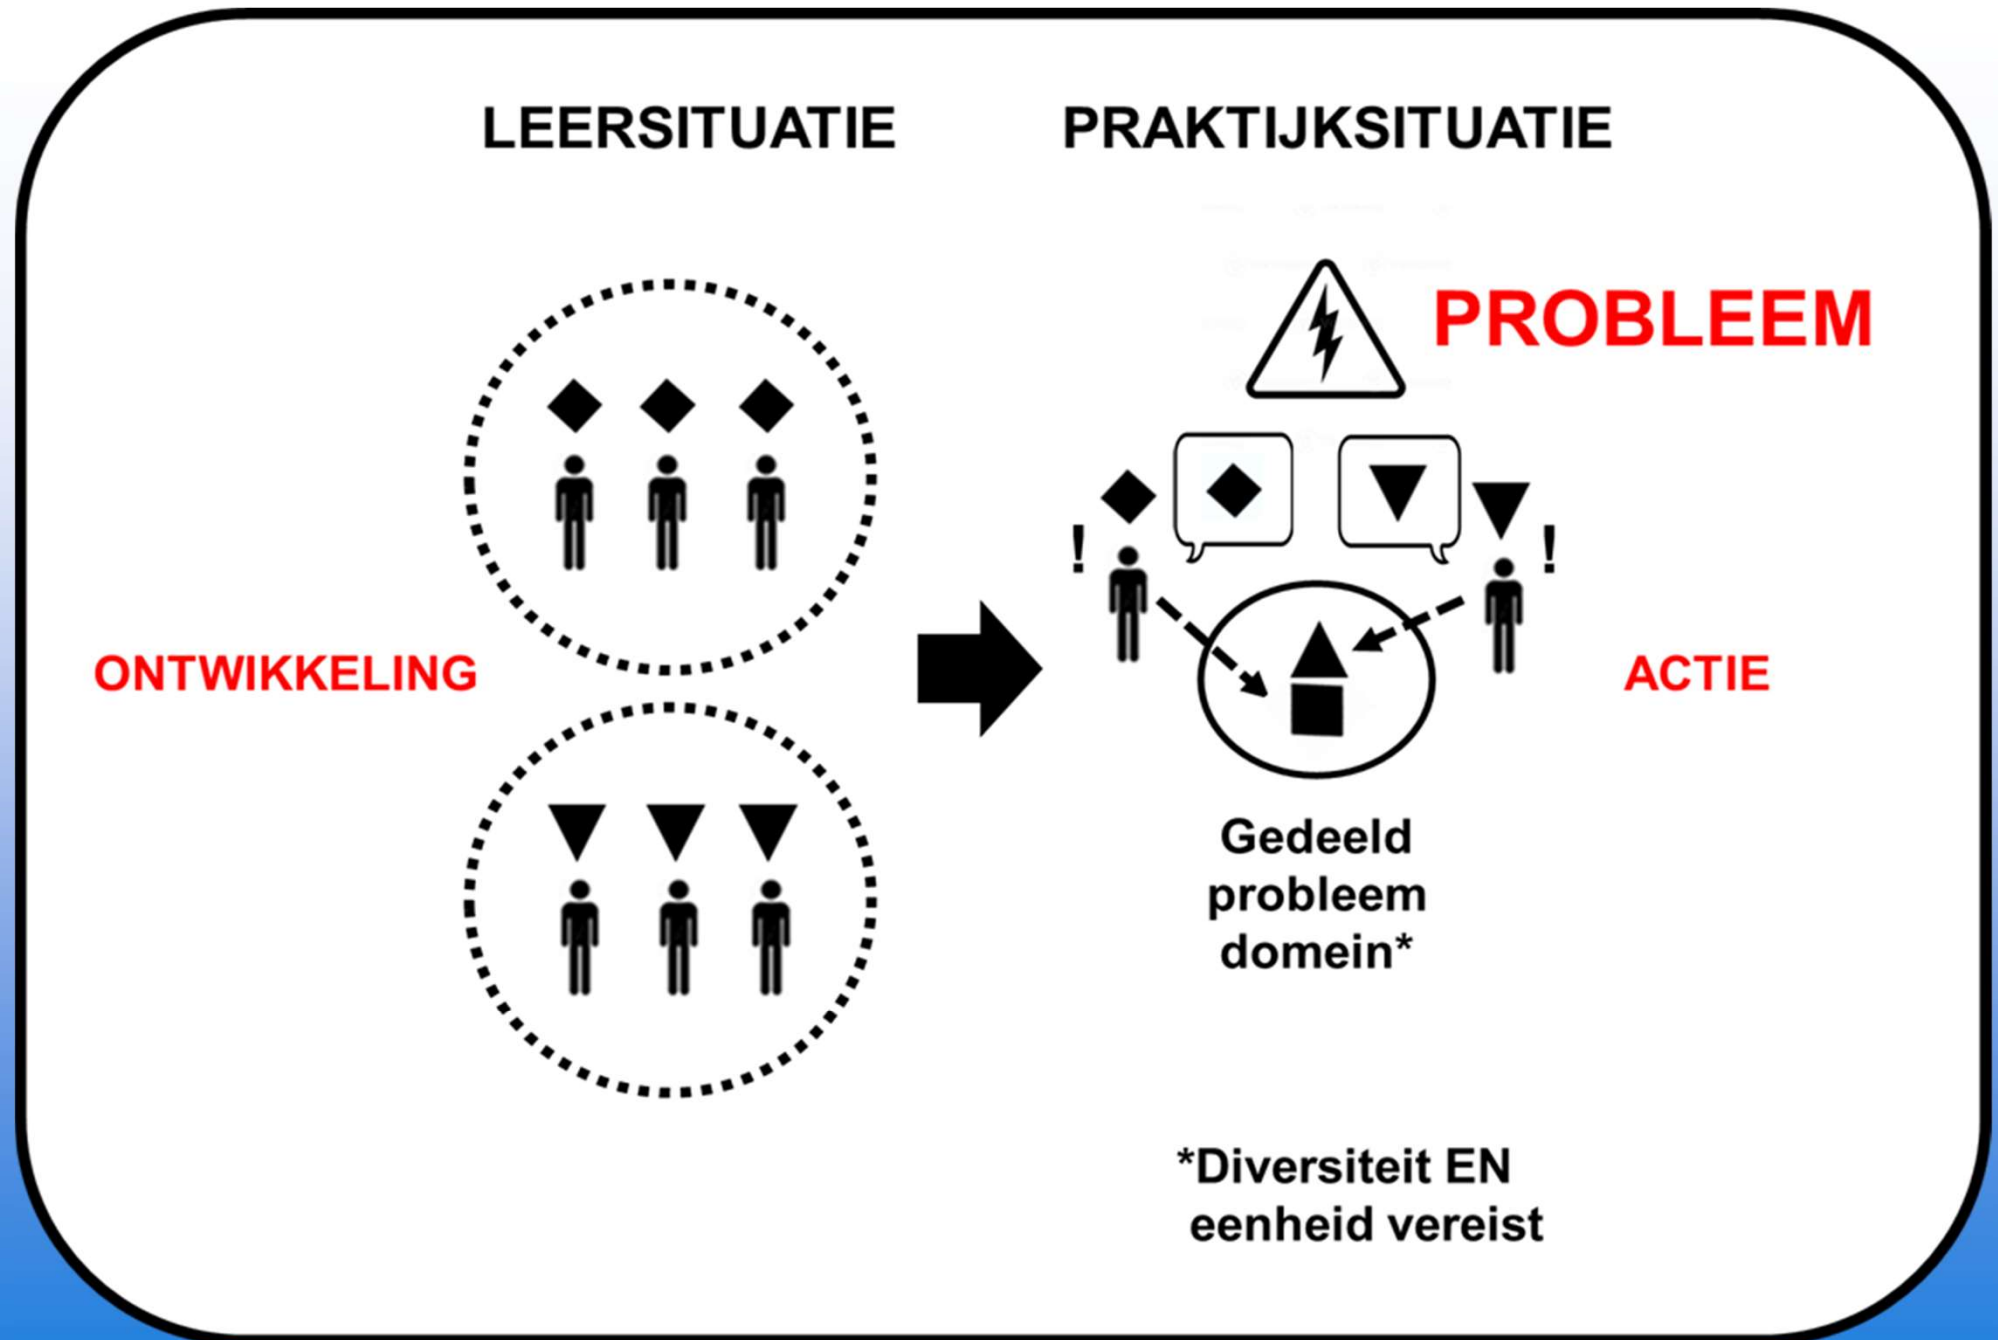 LEERSITUATIE
PRAKTIJKSITUATIE
PROBLEEM
!
!
ONTWIKKELING
ACTIE
Gedeeld
probleem
domein*
*Diversiteit EN
eenheid vereist